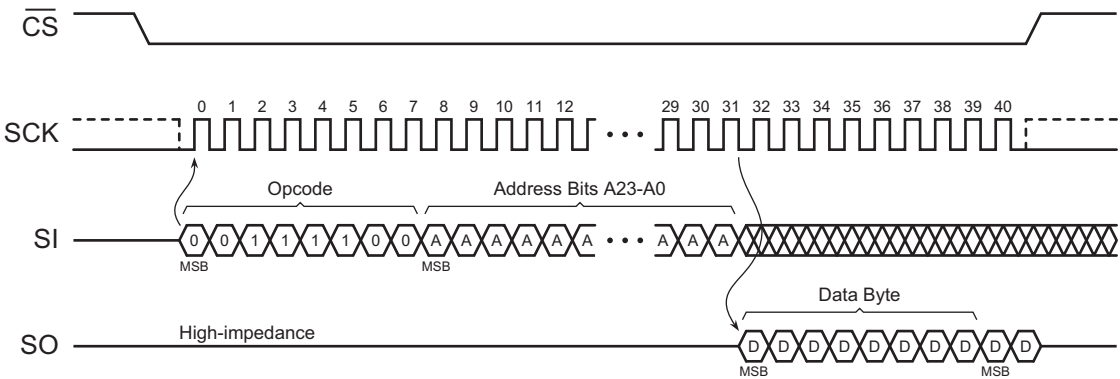 CS
0 1 2 3 4 5 6 7 8 9 10 11 12 29 30 31 32 33 34 35 36 37 38 39 40
SCK
Opcode Address Bits A23-A0
SI 0 0 1 1 1 1 0 0 A A A A A A A A A
MSB MSB
Data Byte
High-impedance
SO D D D D D D D D D D
MSB MSB